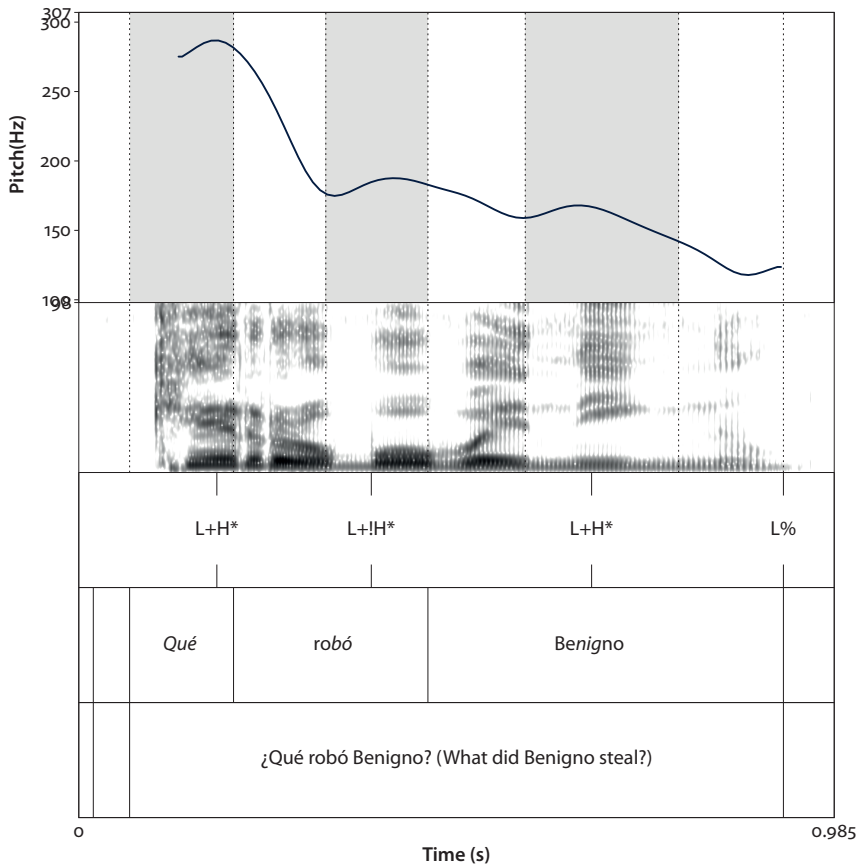 307
300
250
200
150
100
98
Pitch(Hz)
L+H* L+!H* L+H* L%
Qué robó Benigno
¿Qué robó Benigno? (What did Benigno steal?)
0 0.985
Time (s)